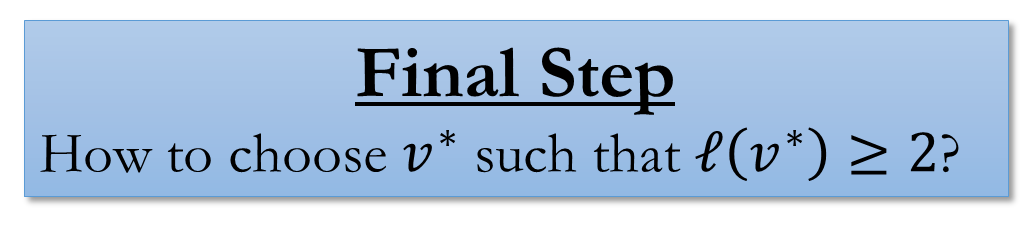 Final Step
How to choose 𝑣* such that ℓ(𝑣*) ≥ 2?